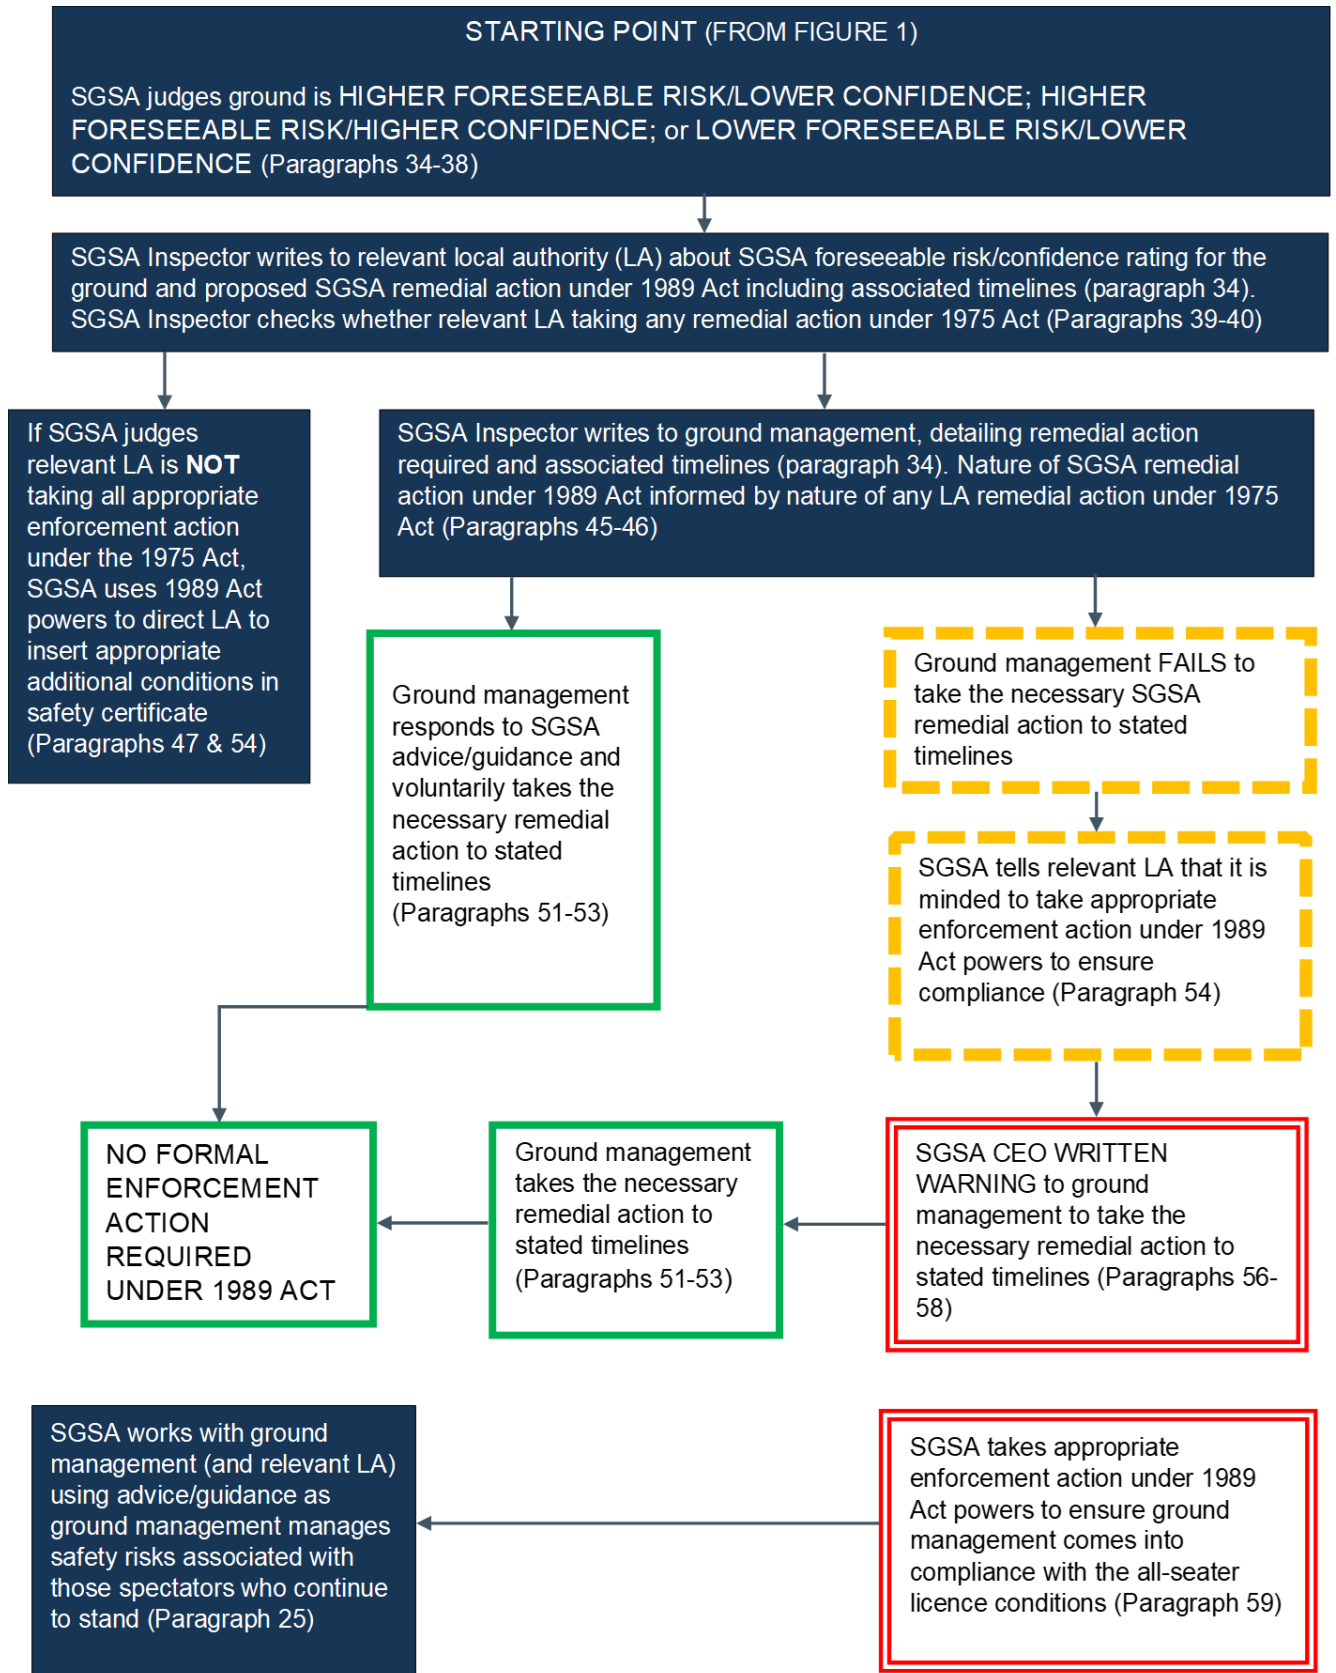 STARTING POINT (FROM FIGURE 1)
SGSA judges ground is HIGHER FORESEEABLE RISK/LOWER CONFIDENCE; HIGHER
FORESEEABLE RISK/HIGHER CONFIDENCE; or LOWER FORESEEABLE RISK/LOWER
CONFIDENCE (Paragraphs 34-38)
SGSA Inspector writes to relevant local authority (LA) about SGSA foreseeable risk/confidence rating for the
ground and proposed SGSA remedial action under 1989 Act including associated timelines (paragraph 34).
SGSA Inspector checks whether relevant LA taking any remedial action under 1975 Act (Paragraphs 39-40)
If SGSA judges
relevant LA is NOT
taking all appropriate
enforcement action
under the 1975 Act,
SGSA uses 1989 Act
powers to direct LA to
insert appropriate
additional conditions in
safety certificate
(Paragraphs 47 & 54)
SGSA Inspector writes to ground management, detailing remedial action
required and associated timelines (paragraph 34). Nature of SGSA remedial
action under 1989 Act informed by nature of any LA remedial action under 1975
Act (Paragraphs 45-46)
Ground management
responds to SGSA
advice/guidance and
voluntarily takes the
necessary remedial
action to stated
timelines
(Paragraphs 51-53)
Ground management FAILS to
take the necessary SGSA
remedial action to stated
timelines
SGSA tells relevant LA that it is
minded to take appropriate
enforcement action under 1989
Act powers to ensure
compliance (Paragraph 54)
NO FORMAL
ENFORCEMENT
ACTION
REQUIRED
UNDER 1989 ACT
Ground management
takes the necessary
remedial action to
stated timelines
(Paragraphs 51-53)
SGSA CEO WRITTEN
WARNING to ground
management to take the
necessary remedial action to
stated timelines (Paragraphs 56-
58)
SGSA works with ground
management (and relevant LA)
using advice/guidance as
ground management manages
safety risks associated with
those spectators who continue
to stand (Paragraph 25)
SGSA takes appropriate
enforcement action under 1989
Act powers to ensure ground
management comes into
compliance with the all-seater
licence conditions (Paragraph 59)